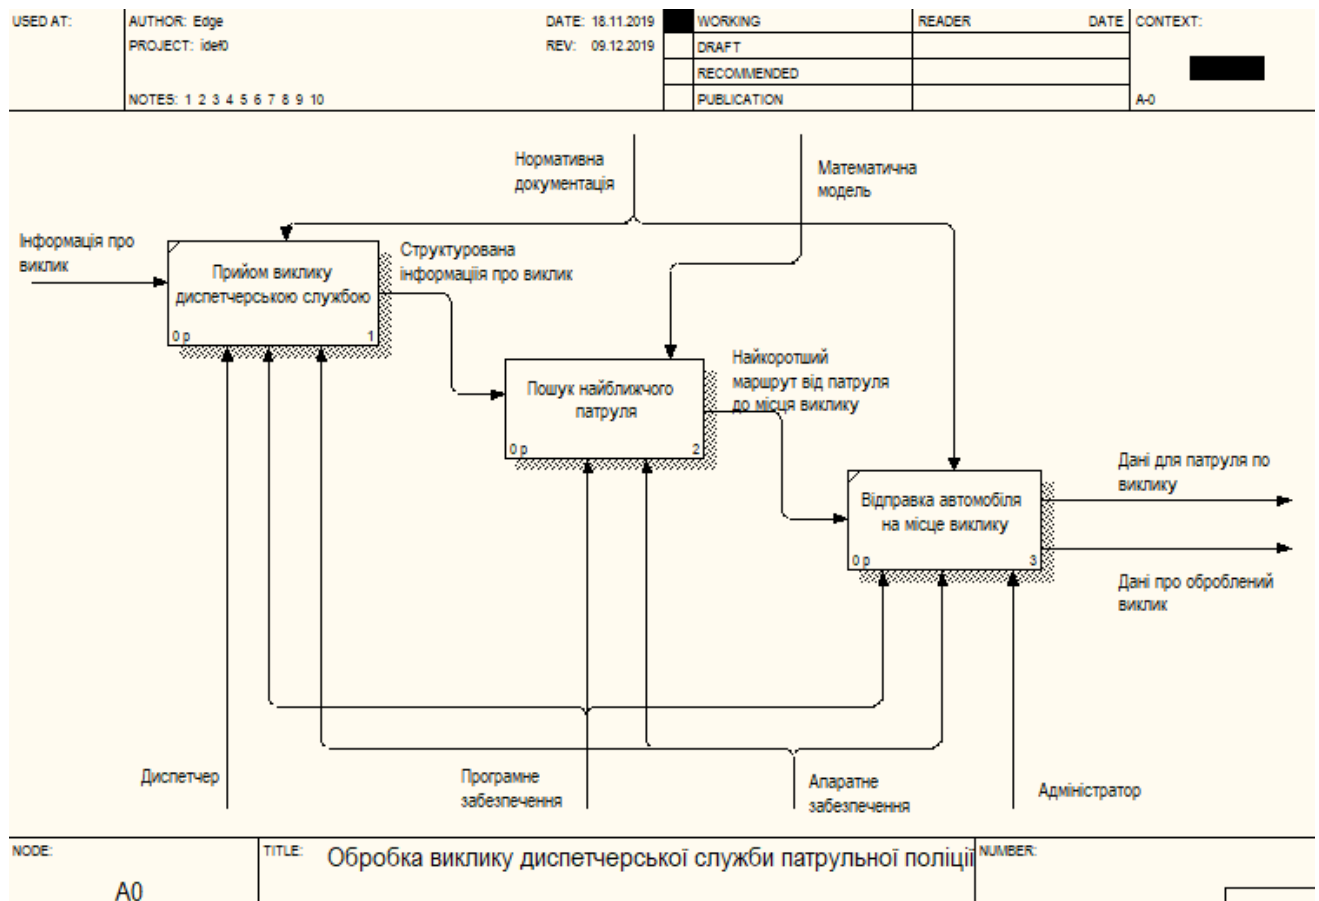 USED AT:
AUTHOR: Edge
DATE: 18.11.2019
WORKING
READER
DATE
CONTEXT:
PROJECT: idef0
REV: 09.12.2019
DRAFT
RECOMMENDED
NOTES: 1 2 3 4 5 6 7 8 9 10
PUBLICATION
A-0
Нормативна
документація
Математична
модель
Інформація про
виклик
Прийом виклику
диспетчерською службою
0 р
1
Структурована
інформаціія про виклик
Пошук найближчого
патруля
0 р
2
Найкоротший
маршрут від патруля
до місця виклику
Відправка автомобіля
на місце виклику
0 р
3
Дані для патруля по
виклику
Дані про оброблений
виклик
Диспетчер
Програмне
забезпечення
Апаратне
забезпечення
Адміністратор
NODE:
A0
TITLE:
Обробка виклику диспетчерської служби патрульної поліції
NUMBER: